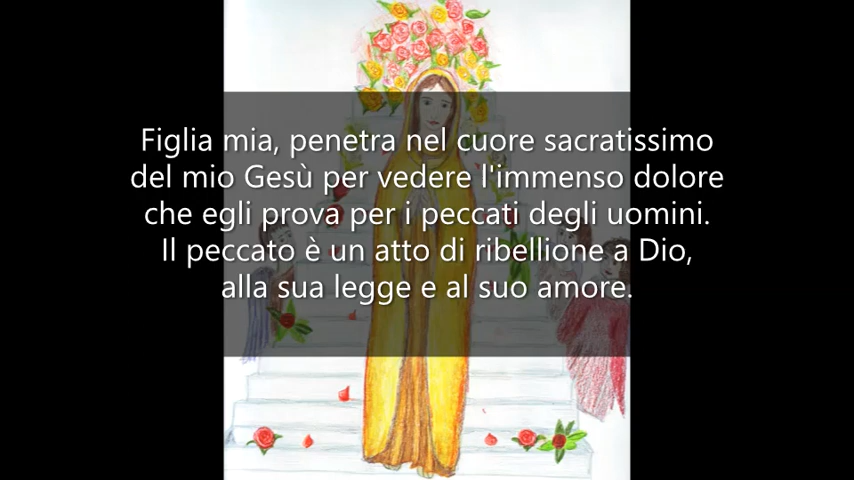 Figlia mia, penetra nel cuore sacratissimo
del mio Gesù per vedere l'immenso dolore
che egli prova per i peccati degli uomini.
Il peccato è un atto di ribellione a Dio,
alla sua legge e al suo amore.